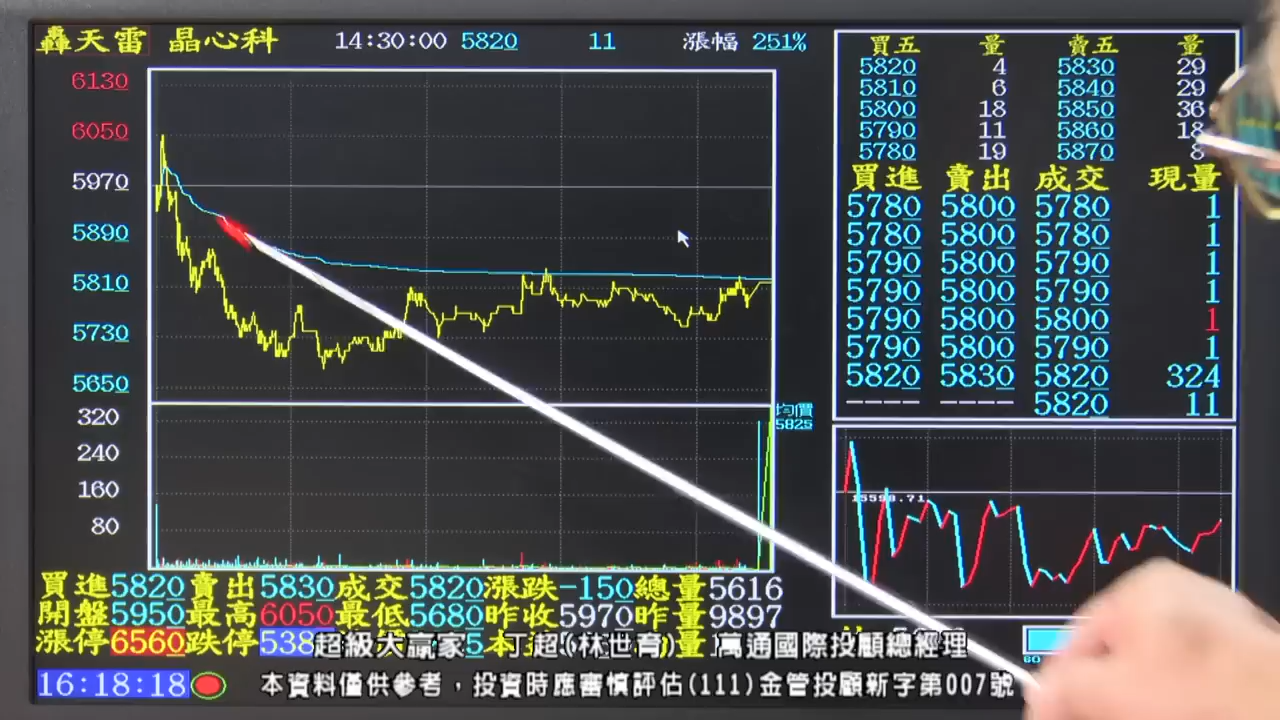 轟天雷 晶心科 14:30:00 5820 11 漲幅 251%
6130
6050
5970
5890
5810
5730
5650
320
240
160
80
均價
5825
買五 量 賣五 量
5820 4 5830 29
5810 6 5840 29
5800 18 5850 36
5790 11 5860 18
5780 19 5870 8
買進 賣出 成交 現量
5780 5800 5780 1
5780 5800 5780 1
5790 5800 5790 1
5790 5800 5790 1
5790 5800 5800 1
5790 5800 5790 1
5820 5830 5820 324
---- ---- 5820 11
15598.71
買進5820賣出5830成交5820漲跌-150總量5616
開盤5950最高6050最低5680昨收5970昨量9897
漲停6560跌停538
超級大贏家 丁超(林世育) 萬通國際投顧總經理
16:18:18
本資料僅供參考，投資時應審慎評估(111)金管投顧新字第007號